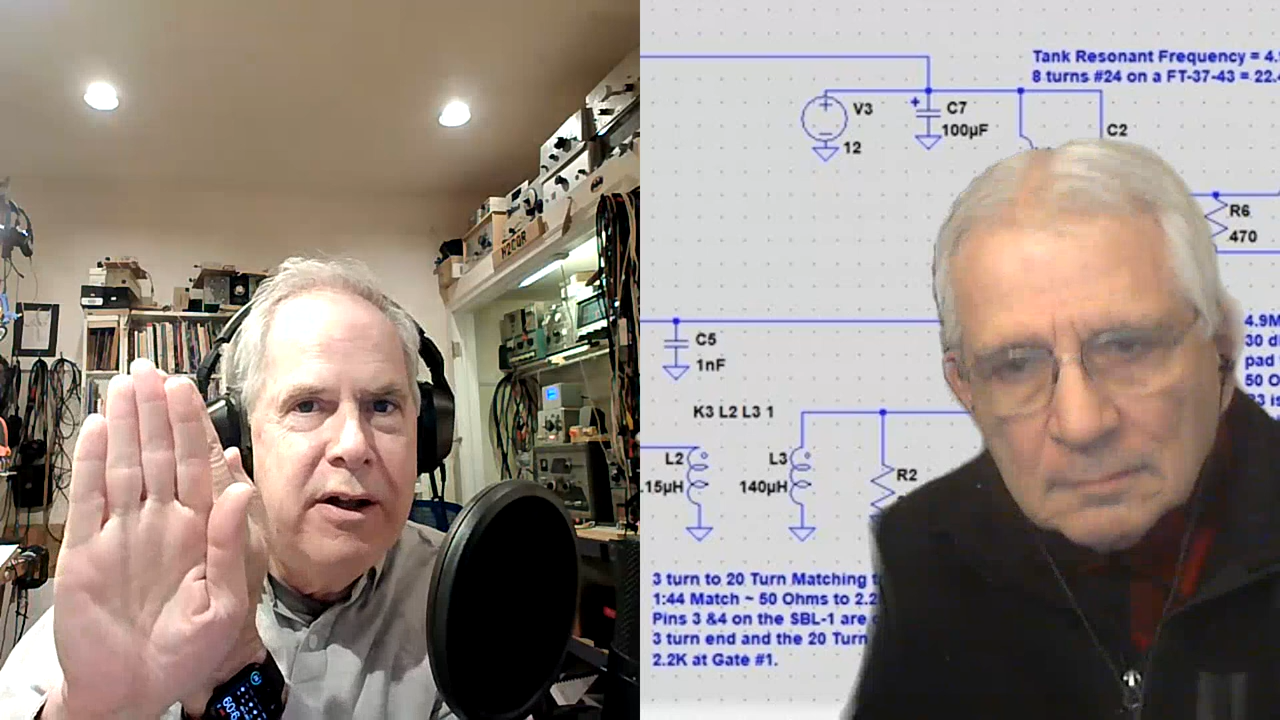 N2CQR
Tank Resonant Frequency = 4.
8 turns #24 on a FT-37-43 = 22.
V3
12
C7
100µF
C2
R6
470
C5
1nF
K3 L2 L3 1
L2
.15µH
L3
140µH
R2
4.9M
30 d
pad
50 O
R3 is
3 turn to 20 Turn Matching t
1:44 Match ~ 50 Ohms to 2.2
Pins 3 &4 on the SBL-1 are
3 turn end and the 20 Turn
2.2K at Gate #1.